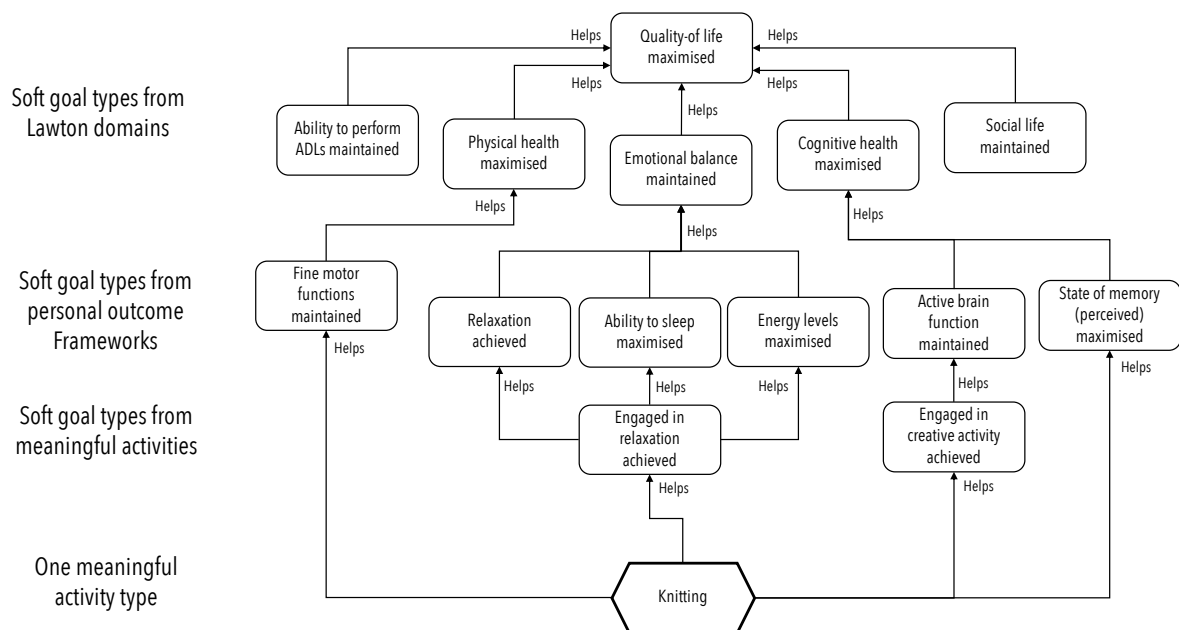 Helps
Quality-of life
maximised
Helps
Helps
Helps
Soft goal types from
Lawton domains
Ability to perform
ADLs maintained
Physical health
maximised
Helps
Emotional balance
maintained
Cognitive health
maximised
Social life
maintained
Helps
Helps
Helps
Soft goal types from
personal outcome
Frameworks
Fine motor
functions
maintained
Relaxation
achieved
Ability to sleep
maximised
Energy levels
maximised
Active brain
function
maintained
State of memory
(perceived)
maximised
Helps
Helps
Helps
Helps
Helps
Helps
Soft goal types from
meaningful activities
Engaged in
relaxation
achieved
Engaged in
creative activity
achieved
Helps
Helps
One meaningful
activity type
Knitting